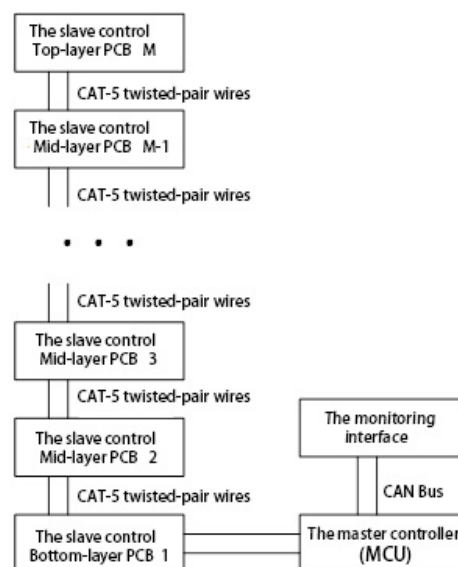 The slave control
Top-layer PCB M
CAT-5 twisted-pair wires
The slave control
Mid-layer PCB M-1
CAT-5 twisted-pair wires
CAT-5 twisted-pair wires
The slave control
Mid-layer PCB 3
CAT-5 twisted-pair wires
The slave control
Mid-layer PCB 2
CAT-5 twisted-pair wires
The slave control
Bottom-layer PCB 1
The monitoring
interface
CAN Bus
The master controller
(MCU)